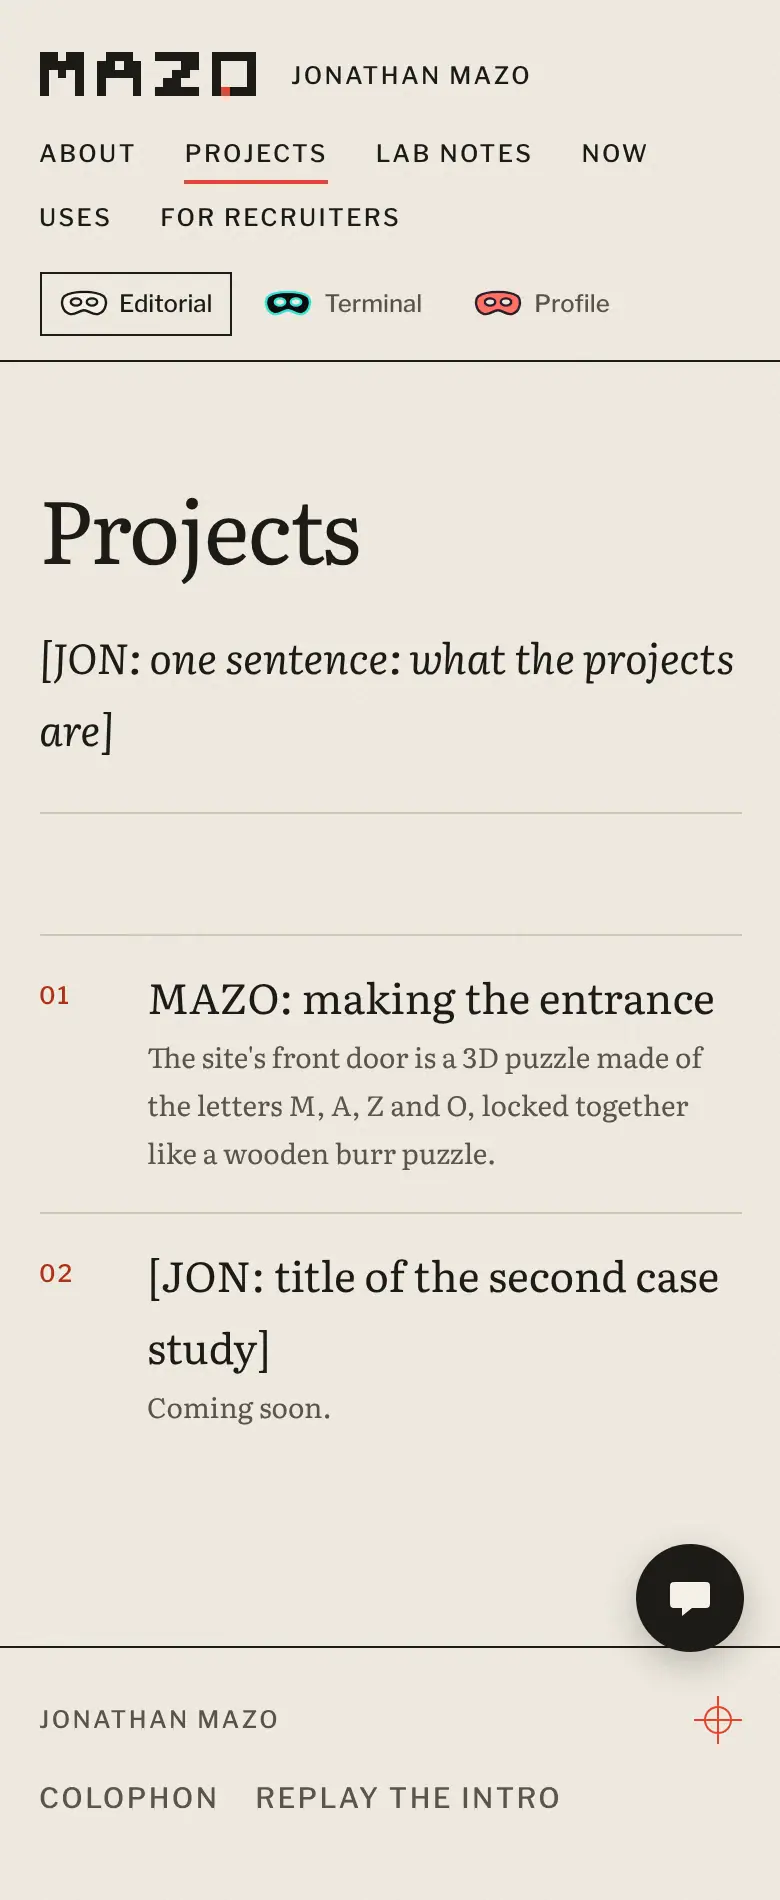 MAZO JONATHAN MAZO
ABOUT PROJECTS LAB NOTES NOW
USES FOR RECRUITERS
Editorial Terminal Profile
Projects
[JON: one sentence: what the projects
are]
01 MAZO: making the entrance
The site's front door is a 3D puzzle made of
the letters M, A, Z and O, locked together
like a wooden burr puzzle.
02 [JON: title of the second case
study]
Coming soon.
JONATHAN MAZO
COLOPHON REPLAY THE INTRO